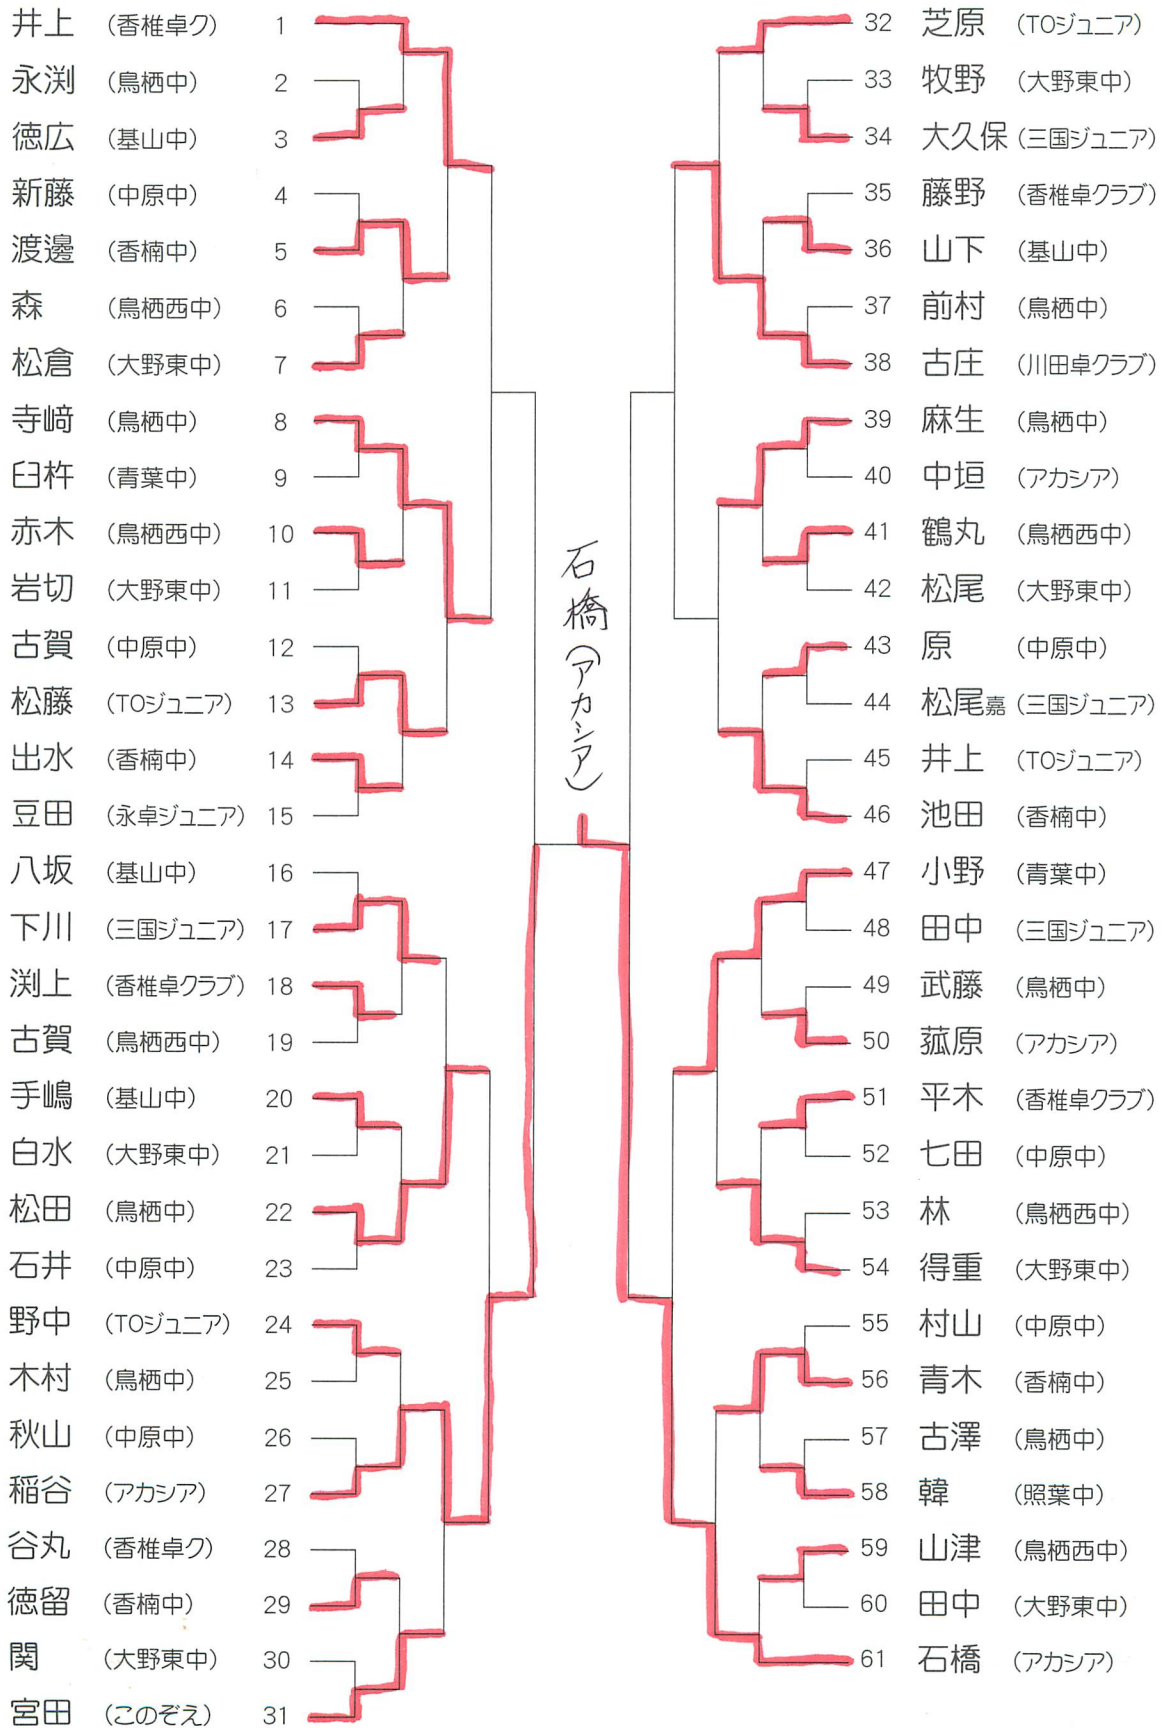 井上 (香椎卓ク) 1
永渕 (鳥栖中) 2
徳広 (基山中) 3
新藤 (中原中) 4
渡邊 (香楠中) 5
森 (鳥栖西中) 6
松倉 (大野東中) 7
寺﨑 (鳥栖中) 8
臼杵 (青葉中) 9
赤木 (鳥栖西中) 10
岩切 (大野東中) 11
古賀 (中原中) 12
松藤 (TOジュニア) 13
出水 (香楠中) 14
豆田 (永卓ジュニア) 15
八坂 (基山中) 16
下川 (三国ジュニア) 17
渕上 (香椎卓クラブ) 18
古賀 (鳥栖西中) 19
手嶋 (基山中) 20
白水 (大野東中) 21
松田 (鳥栖中) 22
石井 (中原中) 23
野中 (TOジュニア) 24
木村 (鳥栖中) 25
秋山 (中原中) 26
稲谷 (アカシア) 27
谷丸 (香椎卓ク) 28
徳留 (香楠中) 29
関 (大野東中) 30
宮田 (このぞえ) 31
石橋(アカシア)
32 芝原 (TOジュニア)
33 牧野 (大野東中)
34 大久保 (三国ジュニア)
35 藤野 (香椎卓クラブ)
36 山下 (基山中)
37 前村 (鳥栖中)
38 古庄 (川田卓クラブ)
39 麻生 (鳥栖中)
40 中垣 (アカシア)
41 鶴丸 (鳥栖西中)
42 松尾 (大野東中)
43 原 (中原中)
44 松尾嘉 (三国ジュニア)
45 井上 (TOジュニア)
46 池田 (香楠中)
47 小野 (青葉中)
48 田中 (三国ジュニア)
49 武藤 (鳥栖中)
50 菰原 (アカシア)
51 平木 (香椎卓クラブ)
52 七田 (中原中)
53 林 (鳥栖西中)
54 得重 (大野東中)
55 村山 (中原中)
56 青木 (香楠中)
57 古澤 (鳥栖中)
58 韓 (照葉中)
59 山津 (鳥栖西中)
60 田中 (大野東中)
61 石橋 (アカシア)